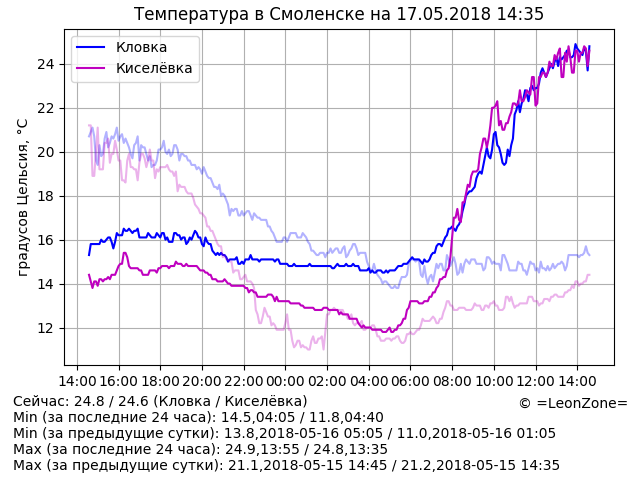 Температура в Смоленске на 17.05.2018 14:35
Кловка
Киселёвка
градусов Цельсия, °C
24
22
20
18
16
14
12
14:00 16:00 18:00 20:00 22:00 00:00 02:00 04:00 06:00 08:00 10:00 12:00 14:00
Сейчас: 24.8 / 24.6 (Кловка / Киселёвка)
© =LeonZone=
Min (за последние 24 часа): 14.5,04:05 / 11.8,04:40
Min (за предыдущие сутки): 13.8,2018-05-16 05:05 / 11.0,2018-05-16 01:05
Max (за последние 24 часа): 24.9,13:55 / 24.8,13:35
Max (за предыдущие сутки): 21.1,2018-05-15 14:45 / 21.2,2018-05-15 14:35